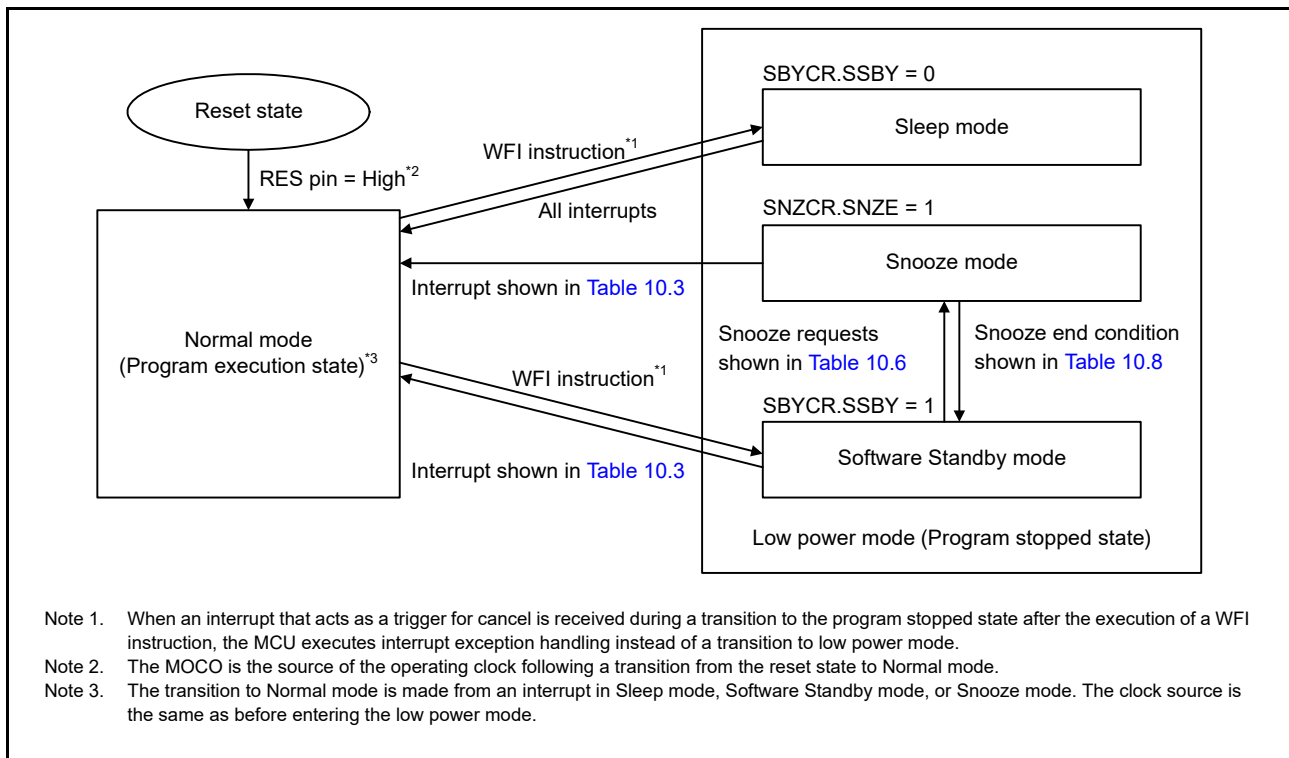 SBYCR.SSBY = 0
Reset state
Sleep mode
WFI instruction*1
RES pin = High*2
All interrupts
SNZCR.SNZE = 1
Snooze mode
Interrupt shown in Table 10.3
Normal mode
(Program execution state)*3
Snooze requests
shown in Table 10.6
Snooze end condition
shown in Table 10.8
WFI instruction*1
SBYCR.SSBY = 1
Software Standby mode
Interrupt shown in Table 10.3
Low power mode (Program stopped state)
Note 1. When an interrupt that acts as a trigger for cancel is received during a transition to the program stopped state after the execution of a WFI
instruction, the MCU executes interrupt exception handling instead of a transition to low power mode.
Note 2. The MOCO is the source of the operating clock following a transition from the reset state to Normal mode.
Note 3. The transition to Normal mode is made from an interrupt in Sleep mode, Software Standby mode, or Snooze mode. The clock source is
the same as before entering the low power mode.